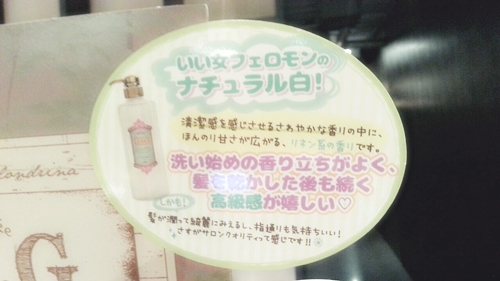 いい女フェロモンの
ナチュラル白！
清潔感を感じさせるさわやかな香りの中に、
ほんのり甘さが広がる、リネン系の香りです。
洗い始めの香り立ちがよく、
髪を乾かした後も続く
高級感が嬉しい♡
しかも！
髪が潤って綺麗にみえるし、指通りも気持ちいい！
さすがサロンクオリティって感じです!!
ondrina
G